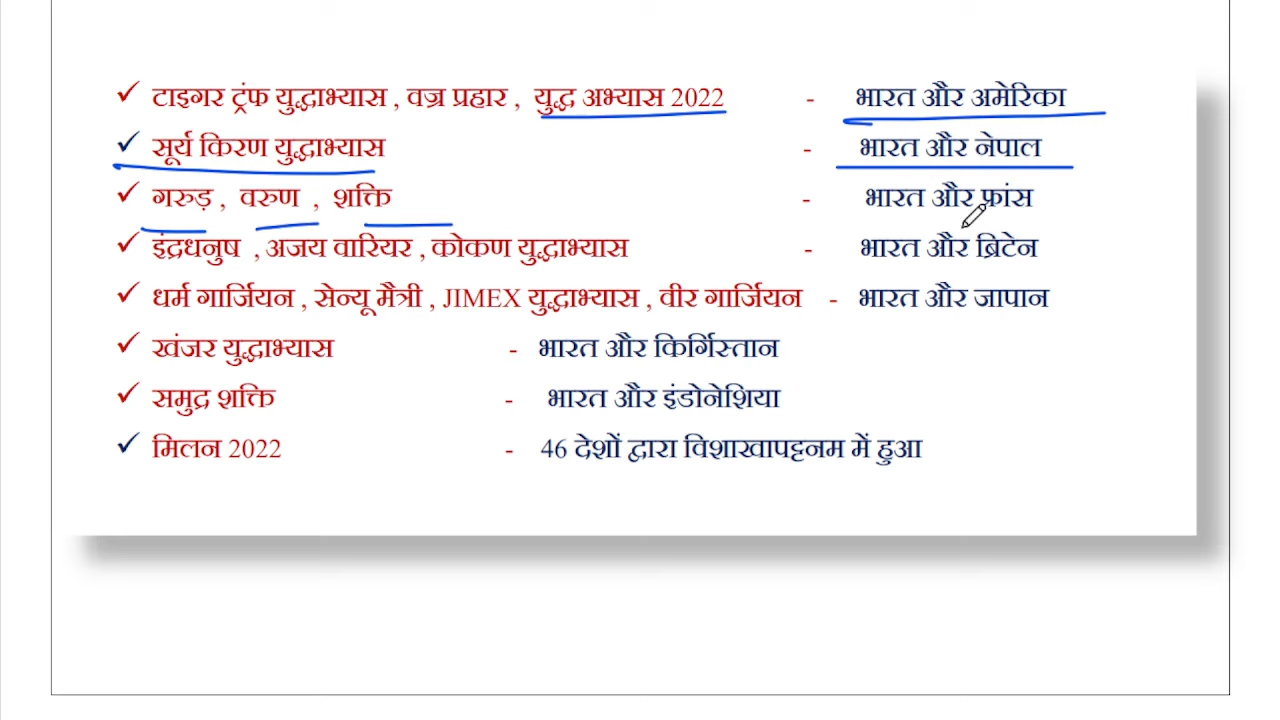 ✓ टाइगर ट्रंफ युद्धाभ्यास , वज्र प्रहार , युद्ध अभ्यास 2022 - भारत और अमेरिका
✓ सूर्य किरण युद्धाभ्यास - भारत और नेपाल
✓ गरुड़ , वरुण , शक्ति - भारत और फ्रांस
✓ इंद्रधनुष , अजय वारियर , कोकण युद्धाभ्यास - भारत और ब्रिटेन
✓ धर्म गार्जियन , सेन्यू मैत्री , JIMEX युद्धाभ्यास , वीर गार्जियन - भारत और जापान
✓ खंजर युद्धाभ्यास - भारत और किर्गिस्तान
✓ समुद्र शक्ति - भारत और इंडोनेशिया
✓ मिलन 2022 - 46 देशों द्वारा विशाखापट्टनम में हुआ